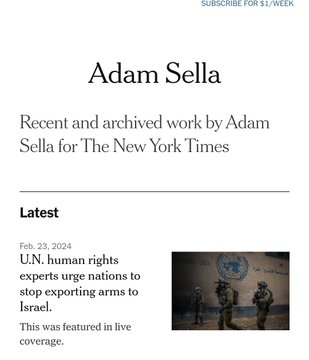 SUBSCRIBE FOR $1/WEEK
Adam Sella
Recent and archived work by Adam
Sella for The New York Times
Latest
Feb. 23, 2024
U.N. human rights
experts urge nations to
stop exporting arms to
Israel.
This was featured in live
coverage.